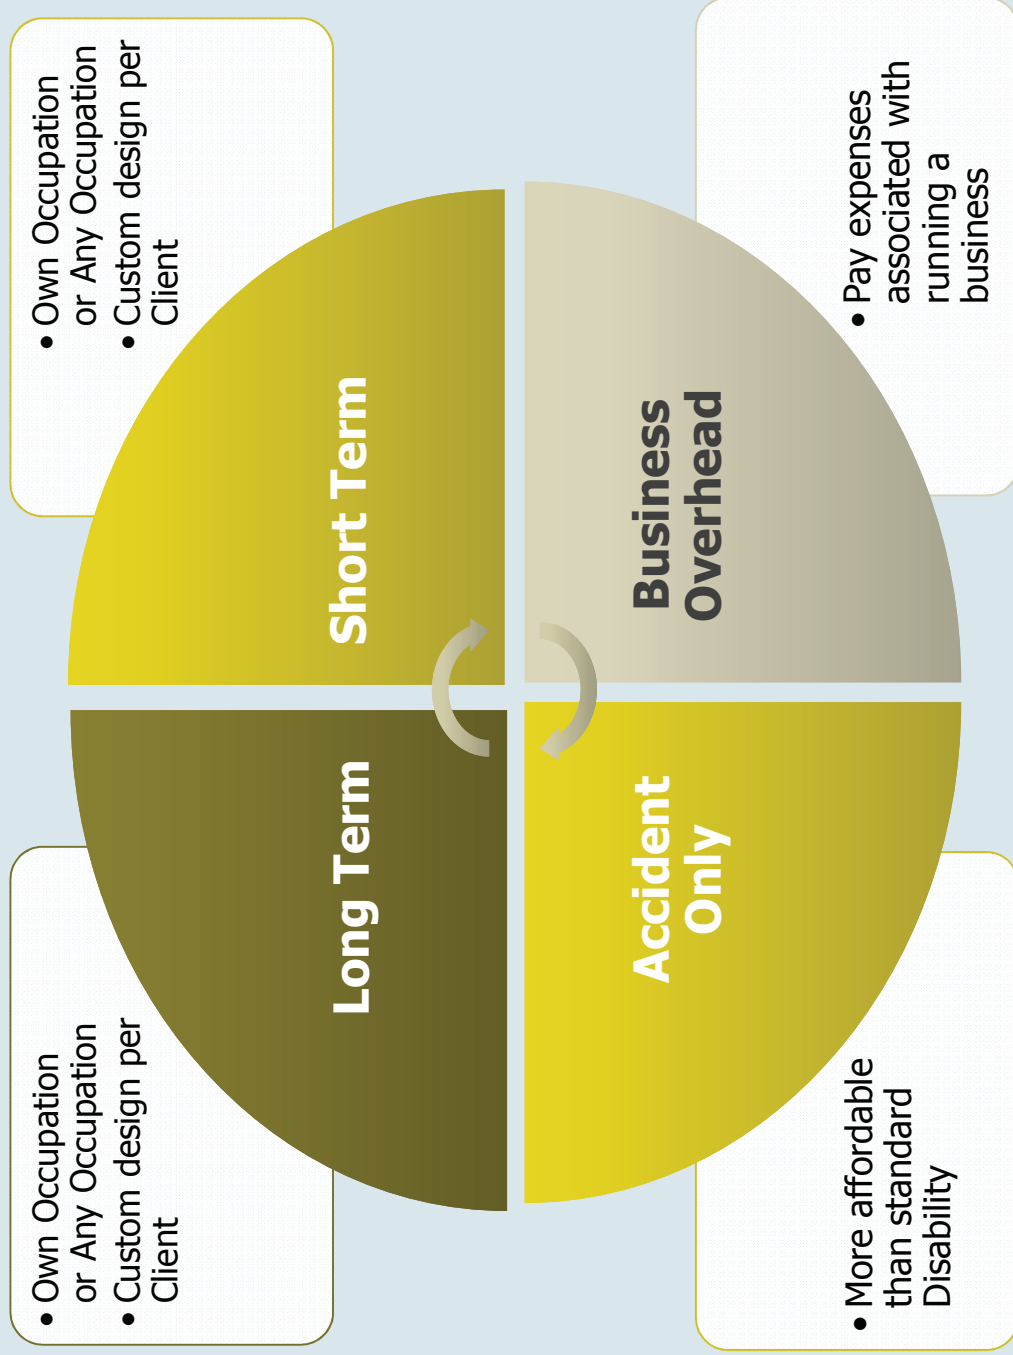 • Own Occupation
or Any Occupation
• Custom design per
Client
Long Term
Short Term
• Own Occupation
or Any Occupation
• Custom design per
Client
Accident
Only
• More affordable
than standard
Disability
Business
Overhead
• Pay expenses
associated with
running a
business